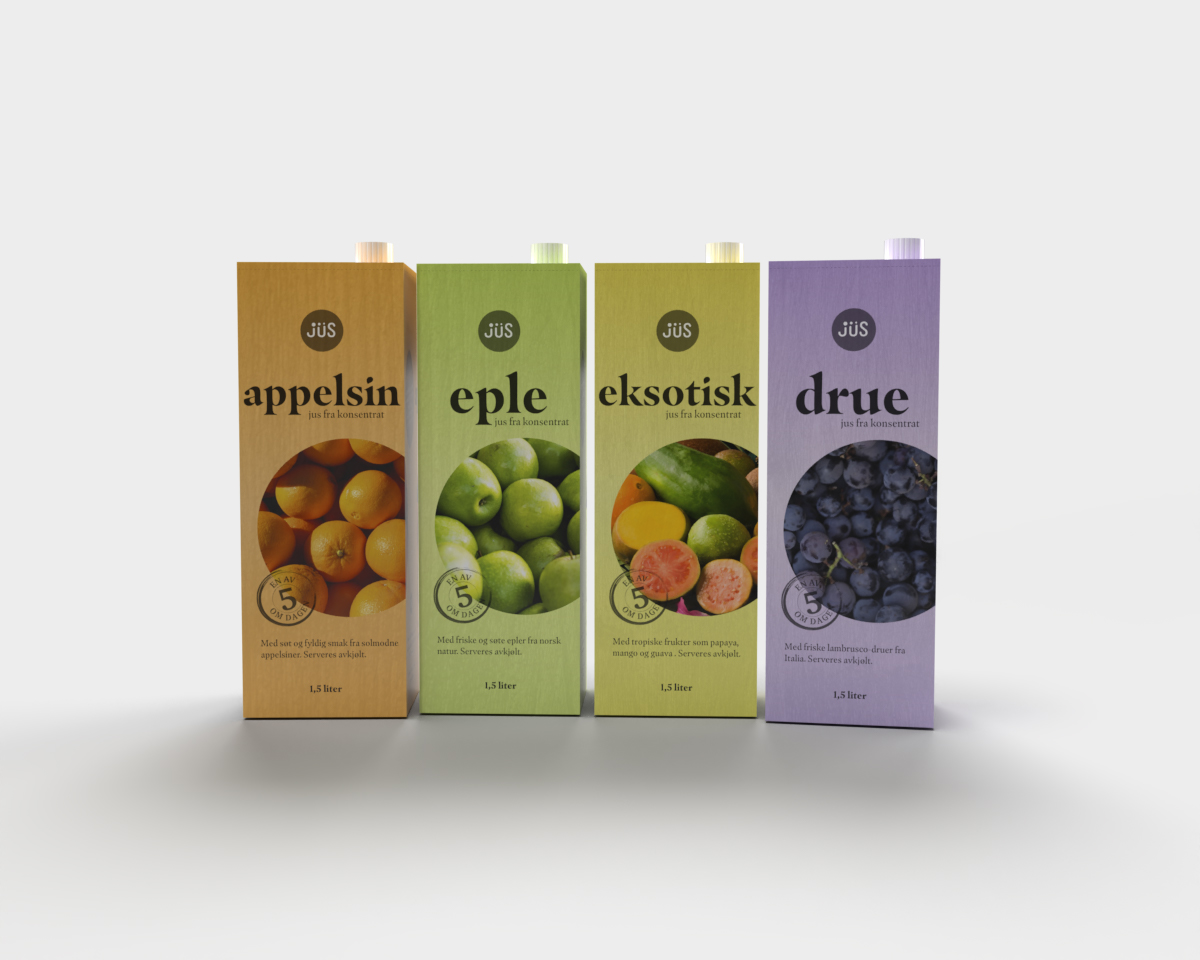 JÜS
appelsin
jus fra konsentrat
EN AV
5
OM DAGEN
Med søt og fyldig smak fra solmodne
appelsiner. Serveres avkjølt.
1,5 liter
JÜS
eple
jus fra konsentrat
EN AV
5
OM DAGEN
Med friske og søte epler fra norsk
natur. Serveres avkjølt.
1,5 liter
JÜS
eksotisk
jus fra konsentrat
EN AV
5
OM DAGEN
Med tropiske frukter som papaya,
mango og guava . Serveres avkjølt.
1,5 liter
JÜS
drue
jus fra konsentrat
EN AV
5
OM DAGEN
Med friske lambrusco-druer fra
Italia. Serveres avkjølt.
1,5 liter